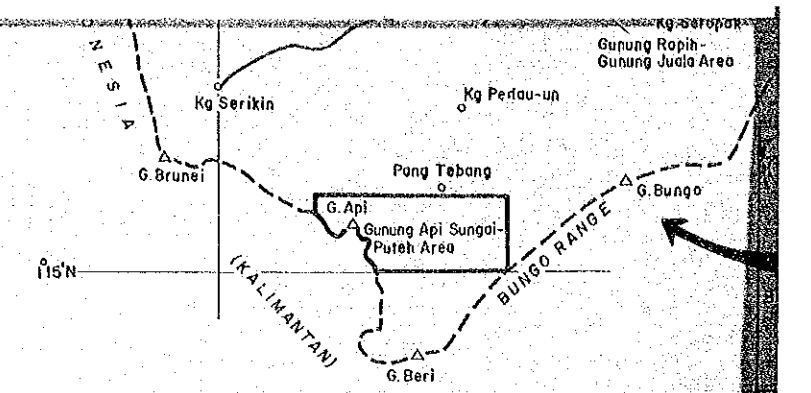 NESIA
Kg Seropak
Gunung Ropih-
Gunung Juala Area
Kg Serikin
Kg Pedau-un
G. Brunei
Pang Tebang
G. Bungo
G. Api
Gunung Api Sungai-
Puteh Area
BUNGO RANGE
1°15'N
(KALIMANTAN)
G. Beri